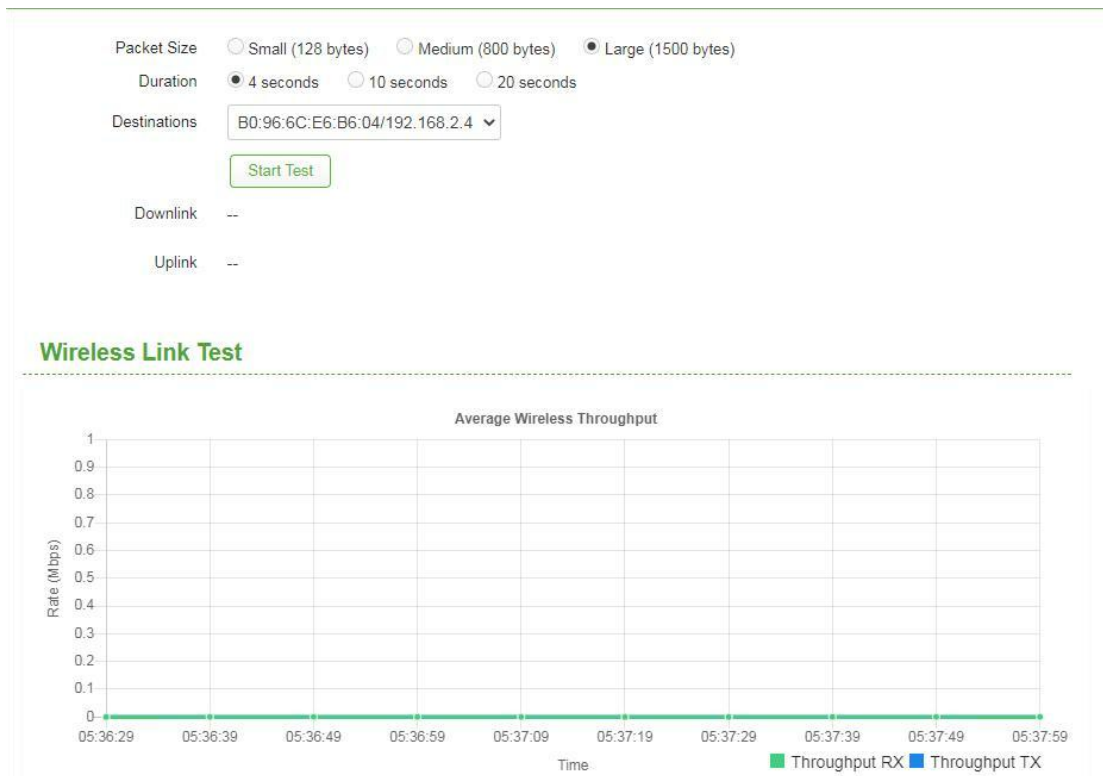 Packet Size Small (128 bytes) Medium (800 bytes) Large (1500 bytes)
Duration 4 seconds 10 seconds 20 seconds
Destinations B0:96:6C:E6:B6:04/192.168.2.4
Start Test
Downlink --
Uplink --
Wireless Link Test
Average Wireless Throughput
1
0.9
0.8
0.7
0.6
0.5
0.4
0.3
0.2
0.1
0
Rate (Mbps)
05:36:29 05:36:39 05:36:49 05:36:59 05:37:09 05:37:19 05:37:29 05:37:39 05:37:49 05:37:59
Time
Throughput RX Throughput TX